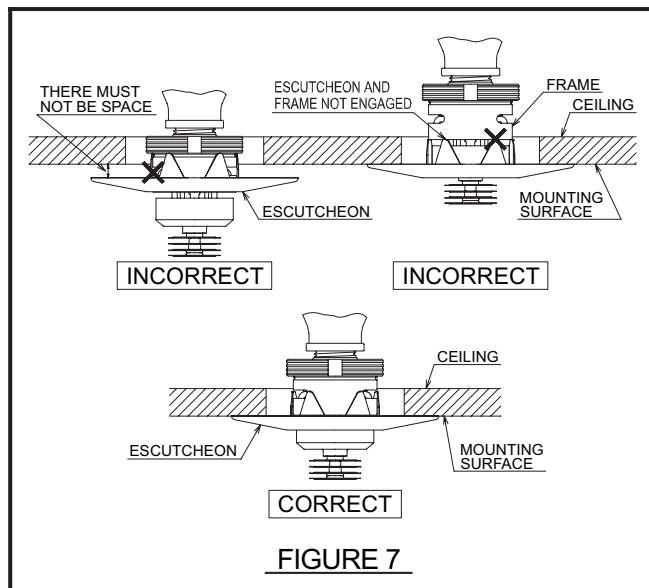 THERE MUST
NOT BE SPACE
ESCUTCHEON
INCORRECT
ESCUTCHEON AND
FRAME NOT ENGAGED
FRAME
CEILING
MOUNTING
SURFACE
INCORRECT
CEILING
ESCUTCHEON
MOUNTING
SURFACE
CORRECT
FIGURE 7